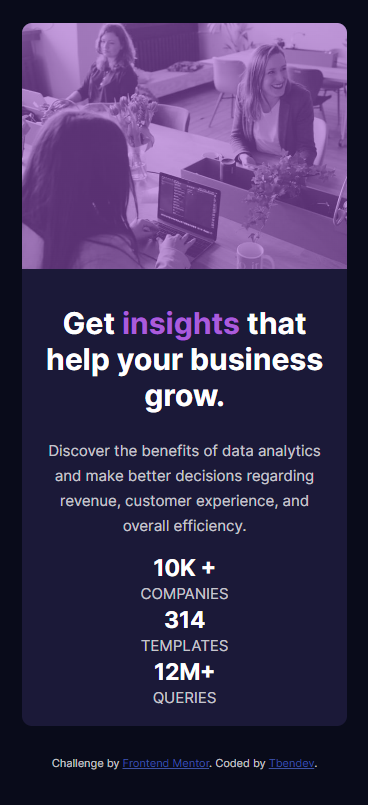 Get insights that
help your business
grow.
Discover the benefits of data analytics
and make better decisions regarding
revenue, customer experience, and
overall efficiency.
10K +
COMPANIES
314
TEMPLATES
12M+
QUERIES
Challenge by Frontend Mentor. Coded by Tbendev.